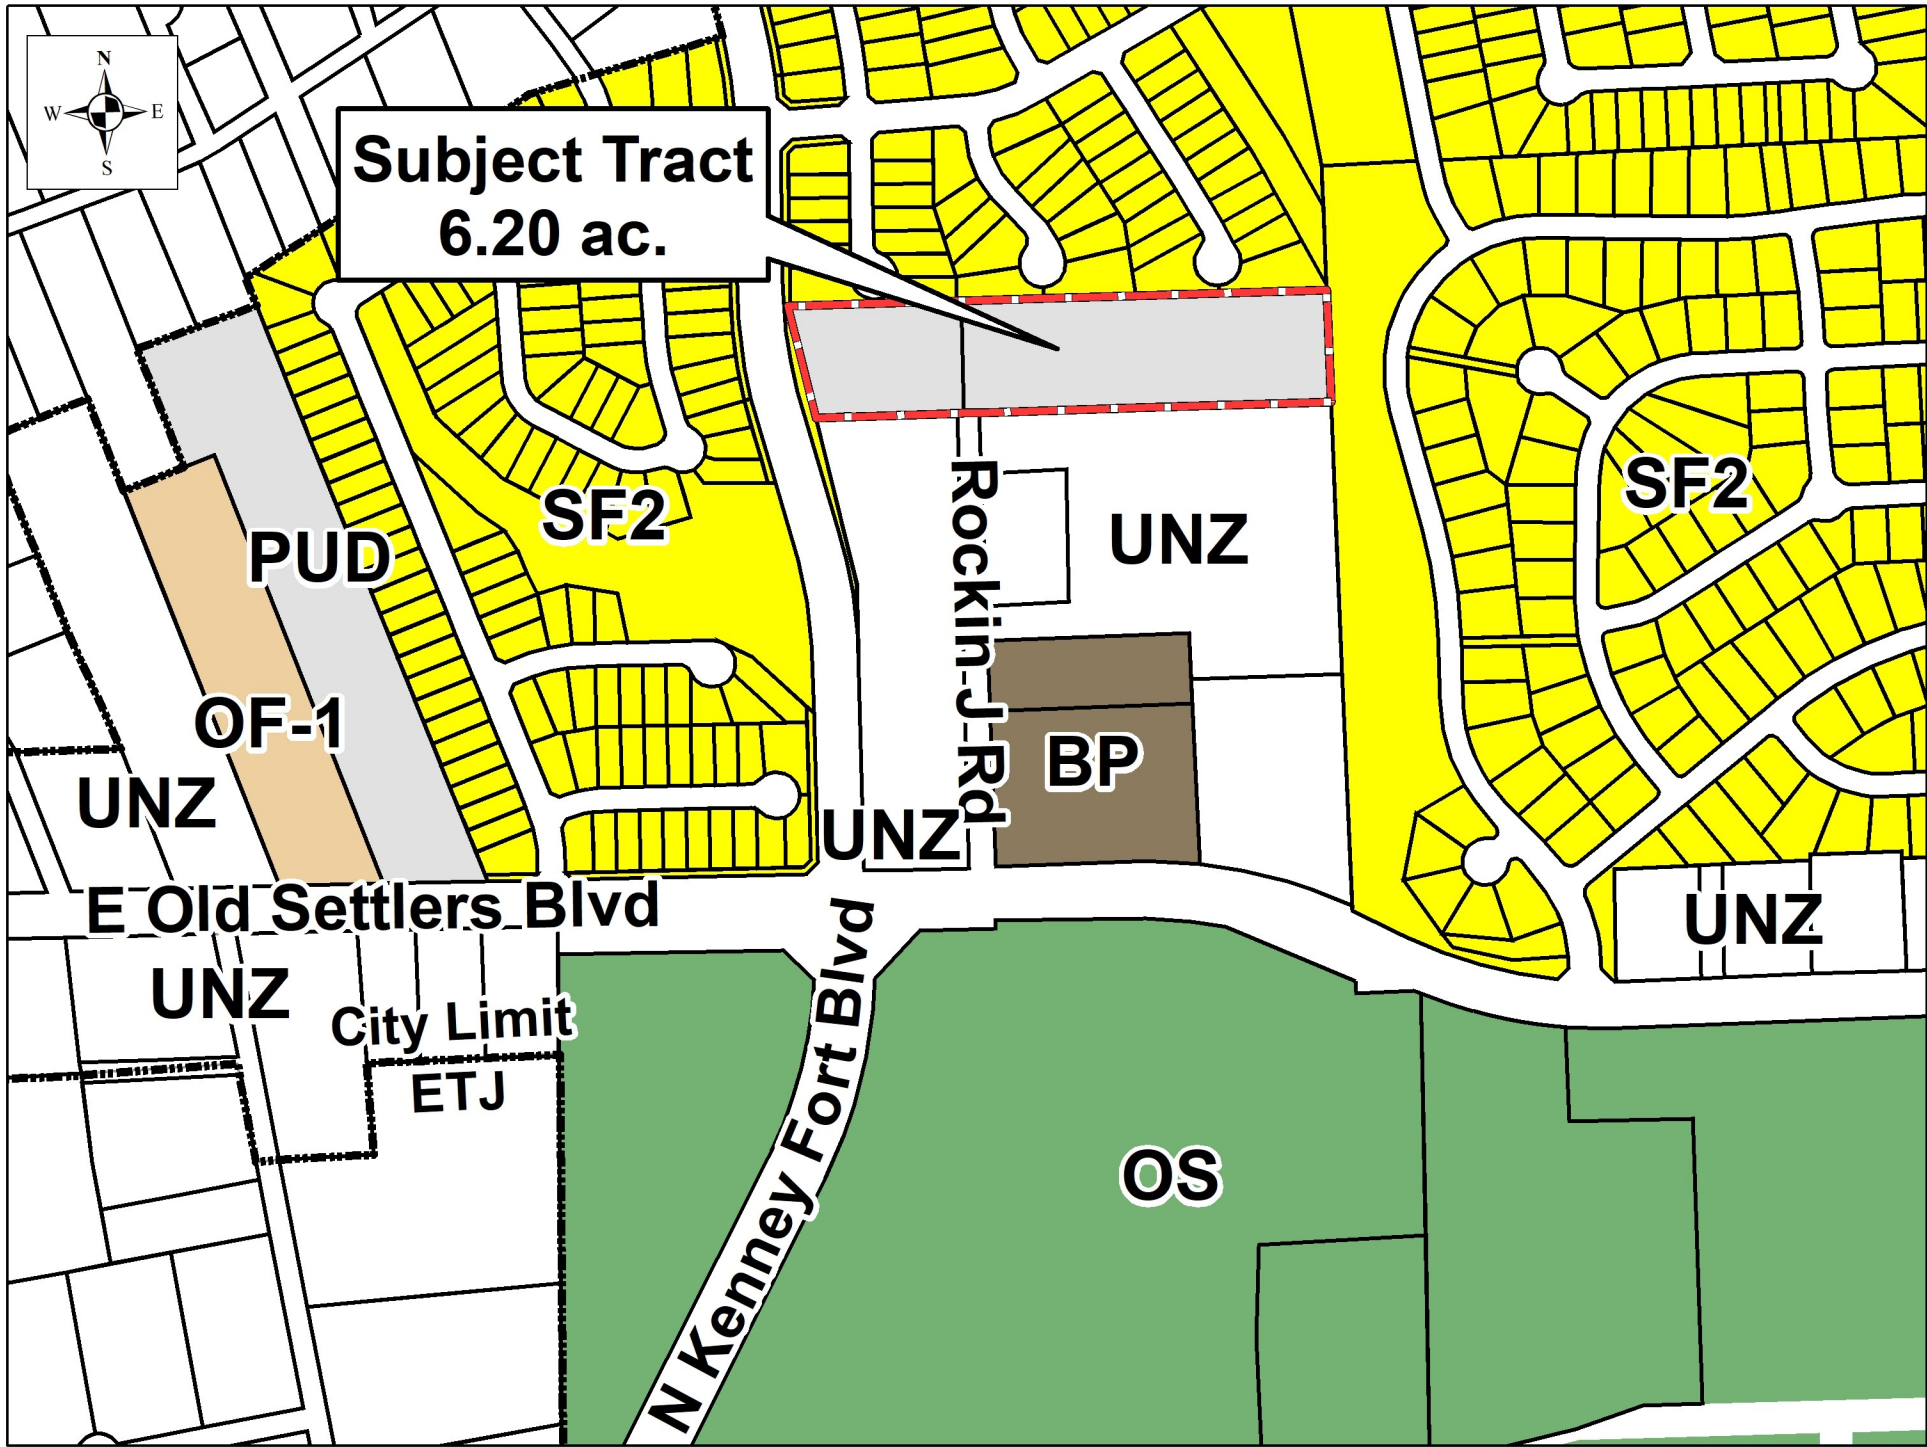 N
W E
S
Subject Tract
6.20 ac.
SF2
SF2
PUD
UNZ
Rockin J Rd
OF-1
BP
UNZ
UNZ
E Old Settlers Blvd
UNZ
UNZ
City Limit
ETJ
N Kenney Fort Blvd
OS